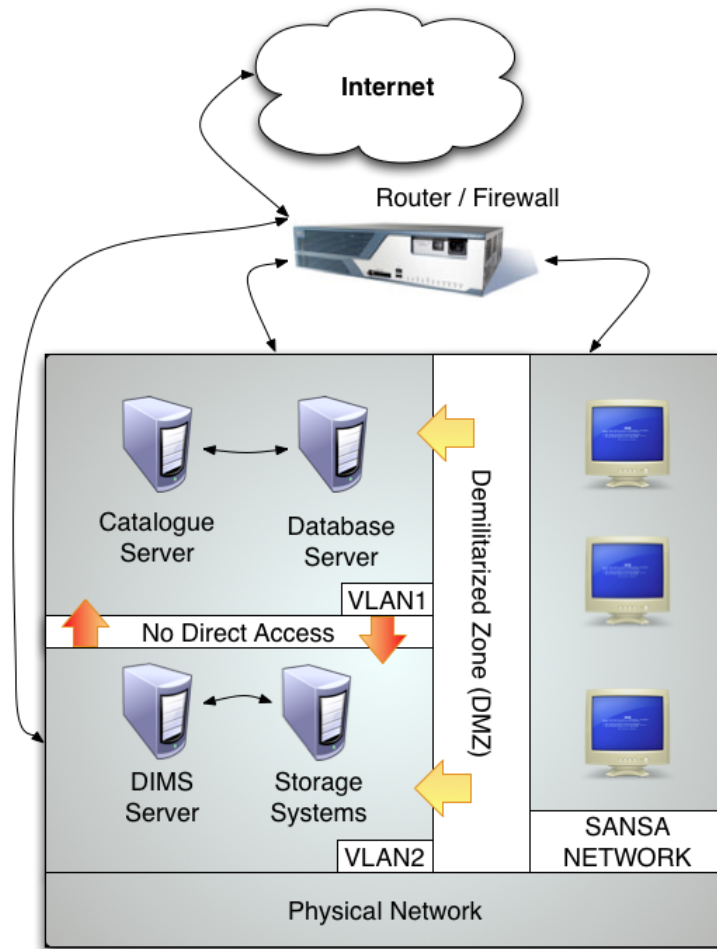 Internet
Router / Firewall
Catalogue
Server
Database
Server
VLAN1
No Direct Access
DIMS
Server
Storage
Systems
VLAN2
Demilitarized Zone (DMZ)
SANSA
NETWORK
Physical Network